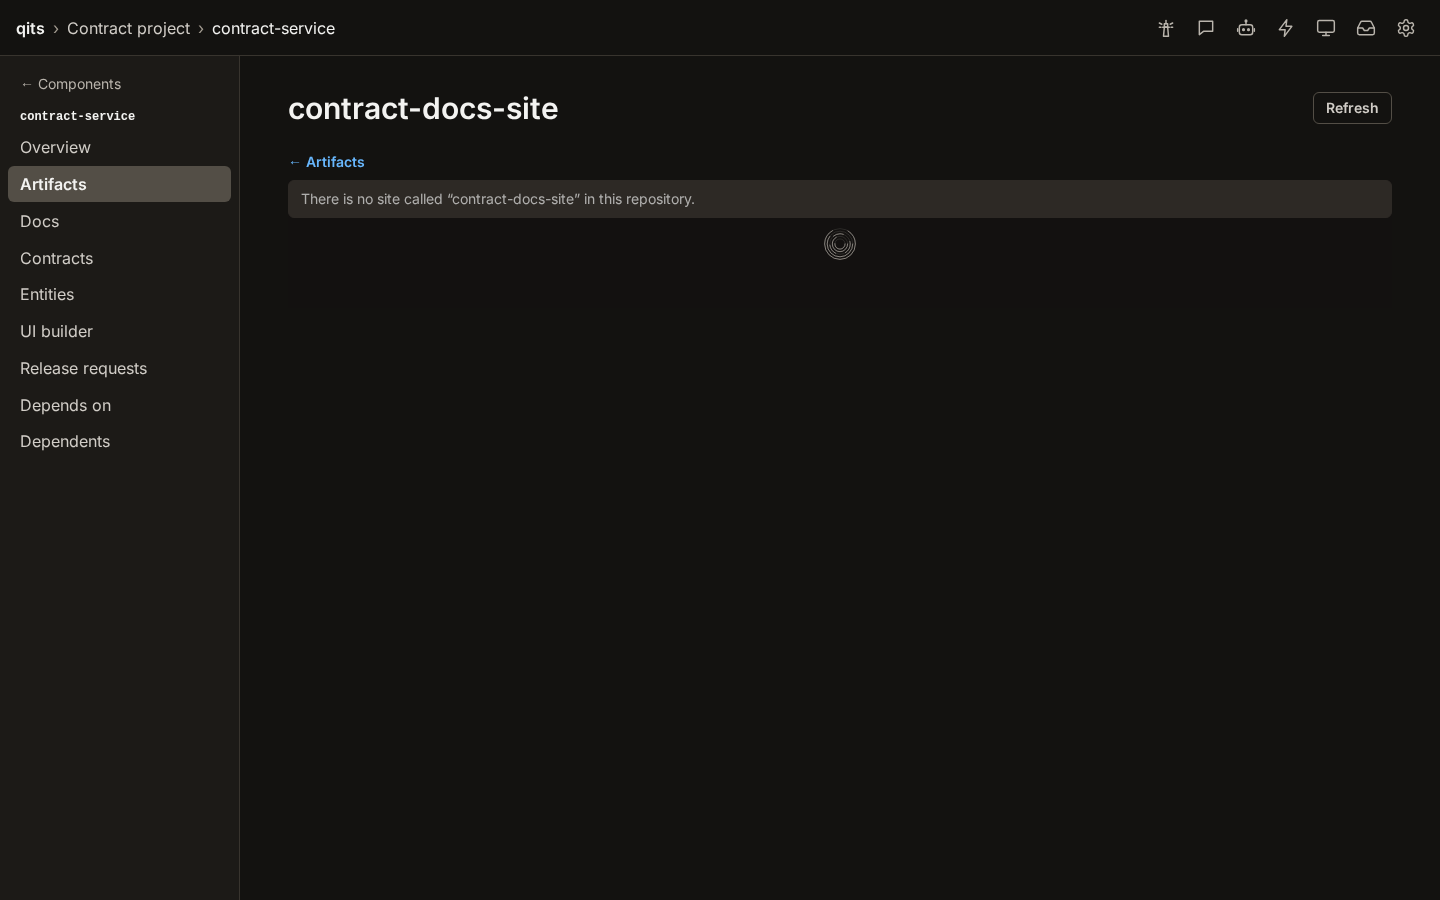 qits › Contract project › contract-service
← Components
contract-service
Overview
Artifacts
Docs
Contracts
Entities
UI builder
Release requests
Depends on
Dependents
contract-docs-site
Refresh
← Artifacts
There is no site called “contract-docs-site” in this repository.